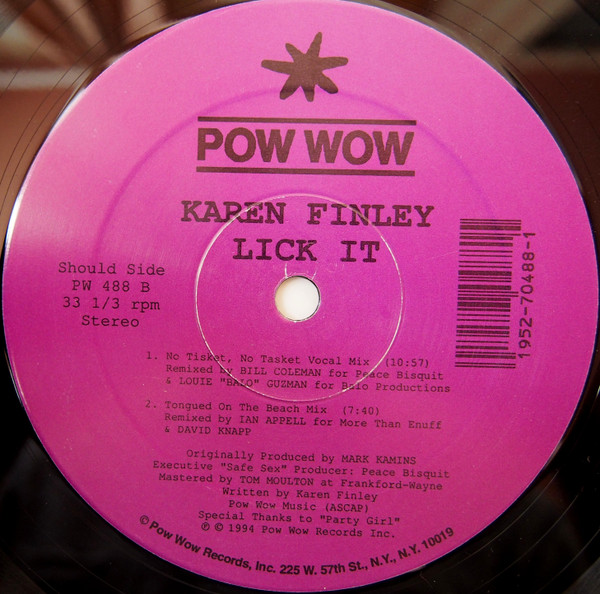 POW WOW
KAREN FINLEY
LICK IT
Should Side
PW 488 B
33 1/3 rpm
Stereo
1952-70488-1
1. No Tisket, No Tasket Vocal Mix (10:57)
Remixed by BILL COLEMAN for Peace Bisquit
& LOUIE "BALO" GUZMAN for Balo Productions
2. Tongued On The Beach Mix (7:40)
Remixed by IAN APPELL for More Than Enuff
& DAVID KNAPP
Originally Produced by MARK KAMINS
Executive "Safe Sex" Producer: Peace Bisquit
Mastered by TOM MOULTON at Frankford-Wayne
Written by Karen Finley
Pow Wow Music (ASCAP)
Special Thanks to "Party Girl"
℗ © 1994 Pow Wow Records Inc.
© Pow Wow Records, Inc. 225 W. 57th St., N.Y., N.Y. 10019